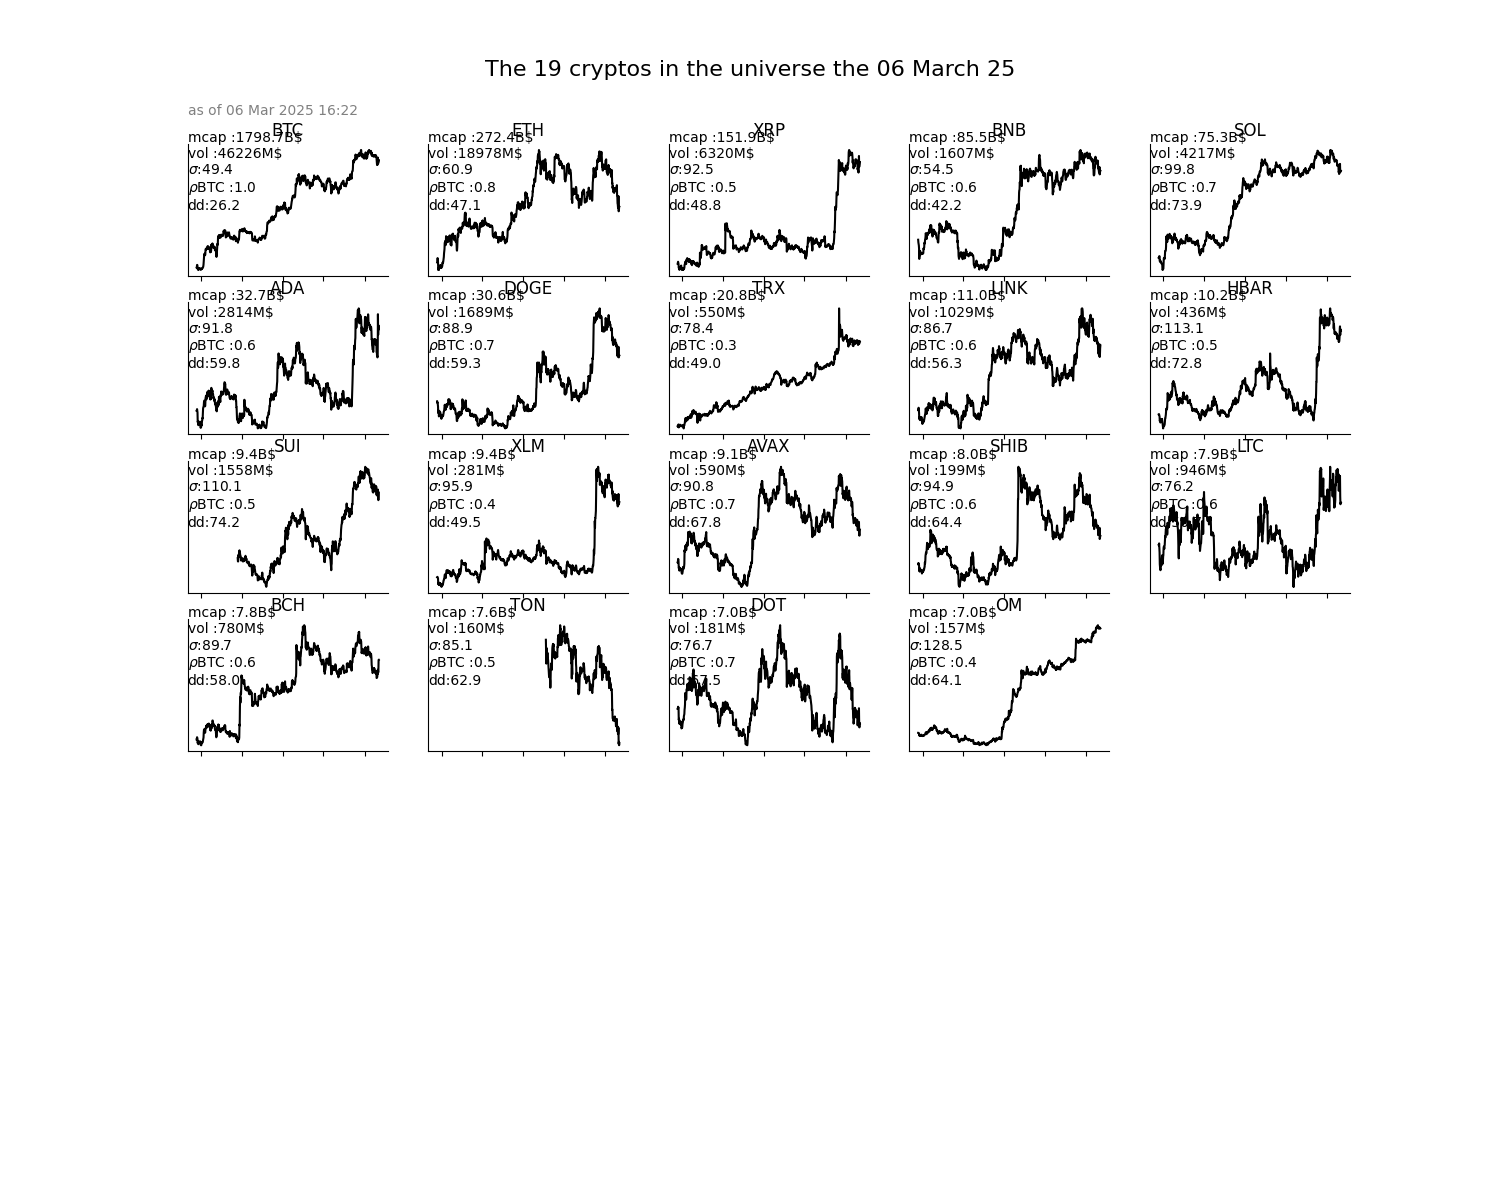 The 19 cryptos in the universe the 06 March 25
as of 06 Mar 2025 16:22
BTC
mcap :1798.7B$
vol :46226M$
σ:49.4
ρBTC :1.0
dd:26.2
ETH
mcap :272.4B$
vol :18978M$
σ:60.9
ρBTC :0.8
dd:47.1
XRP
mcap :151.9B$
vol :6320M$
σ:92.5
ρBTC :0.5
dd:48.8
BNB
mcap :85.5B$
vol :1607M$
σ:54.5
ρBTC :0.6
dd:42.2
SOL
mcap :75.3B$
vol :4217M$
σ:99.8
ρBTC :0.7
dd:73.9
ADA
mcap :32.7B$
vol :2814M$
σ:91.8
ρBTC :0.6
dd:59.8
DOGE
mcap :30.6B$
vol :1689M$
σ:88.9
ρBTC :0.7
dd:59.3
TRX
mcap :20.8B$
vol :550M$
σ:78.4
ρBTC :0.3
dd:49.0
LINK
mcap :11.0B$
vol :1029M$
σ:86.7
ρBTC :0.6
dd:56.3
HBAR
mcap :10.2B$
vol :436M$
σ:113.1
ρBTC :0.5
dd:72.8
SUI
mcap :9.4B$
vol :1558M$
σ:110.1
ρBTC :0.5
dd:74.2
XLM
mcap :9.4B$
vol :281M$
σ:95.9
ρBTC :0.4
dd:49.5
AVAX
mcap :9.1B$
vol :590M$
σ:90.8
ρBTC :0.7
dd:67.8
SHIB
mcap :8.0B$
vol :199M$
σ:94.9
ρBTC :0.6
dd:64.4
LTC
mcap :7.9B$
vol :946M$
σ:76.2
ρBTC :0.6
BCH
mcap :7.8B$
vol :780M$
σ:89.7
ρBTC :0.6
dd:58.0
TON
mcap :7.6B$
vol :160M$
σ:85.1
ρBTC :0.5
dd:62.9
DOT
mcap :7.0B$
vol :181M$
σ:76.7
ρBTC :0.7
dd:57.5
OM
mcap :7.0B$
vol :157M$
σ:128.5
ρBTC :0.4
dd:64.1